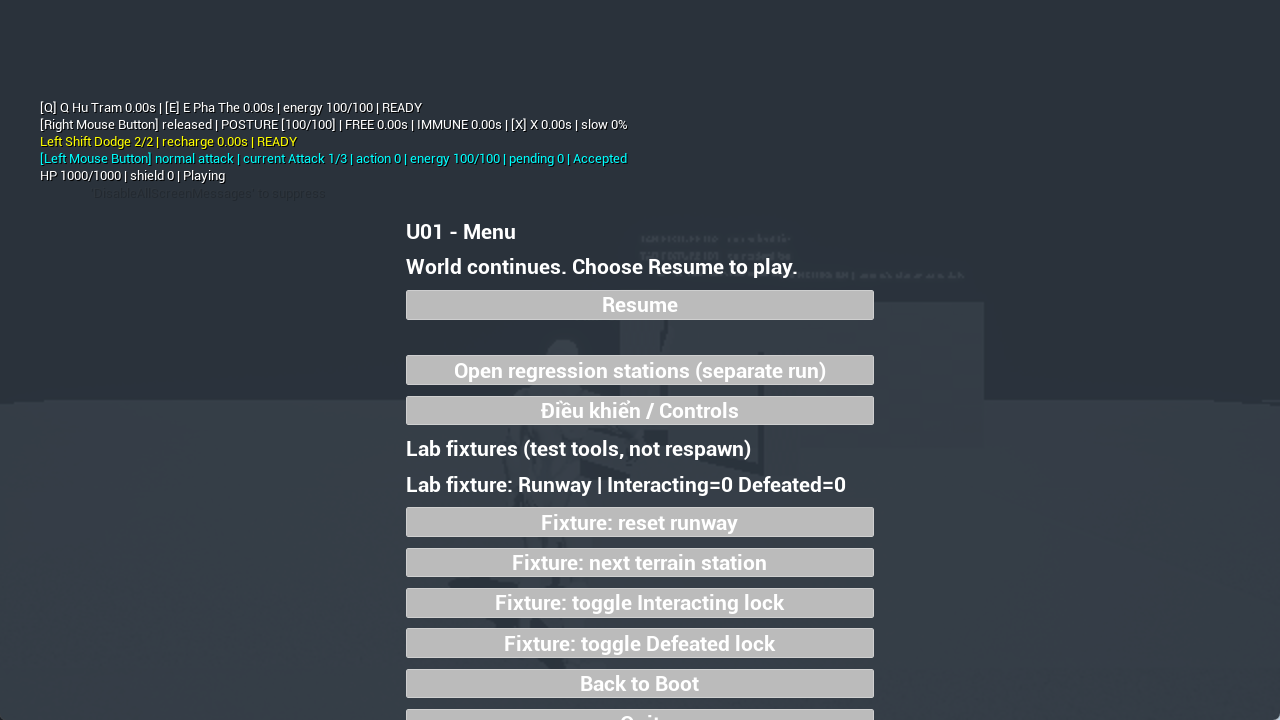 [Q] Q Hu Tram 0.00s | [E] E Pha The 0.00s | energy 100/100 | READY
[Right Mouse Button] released | POSTURE [100/100] | FREE 0.00s | IMMUNE 0.00s | [X] X 0.00s | slow 0%
Left Shift Dodge 2/2 | recharge 0.00s | READY
[Left Mouse Button] normal attack | current Attack 1/3 | action 0 | energy 100/100 | pending 0 | Accepted
HP 1000/1000 | shield 0 | Playing
'DisableAllScreenMessages' to suppress
U01 - Menu
World continues. Choose Resume to play.
Resume
Open regression stations (separate run)
Điều khiển / Controls
Lab fixtures (test tools, not respawn)
Lab fixture: Runway | Interacting=0 Defeated=0
Fixture: reset runway
Fixture: next terrain station
Fixture: toggle Interacting lock
Fixture: toggle Defeated lock
Back to Boot
Quit